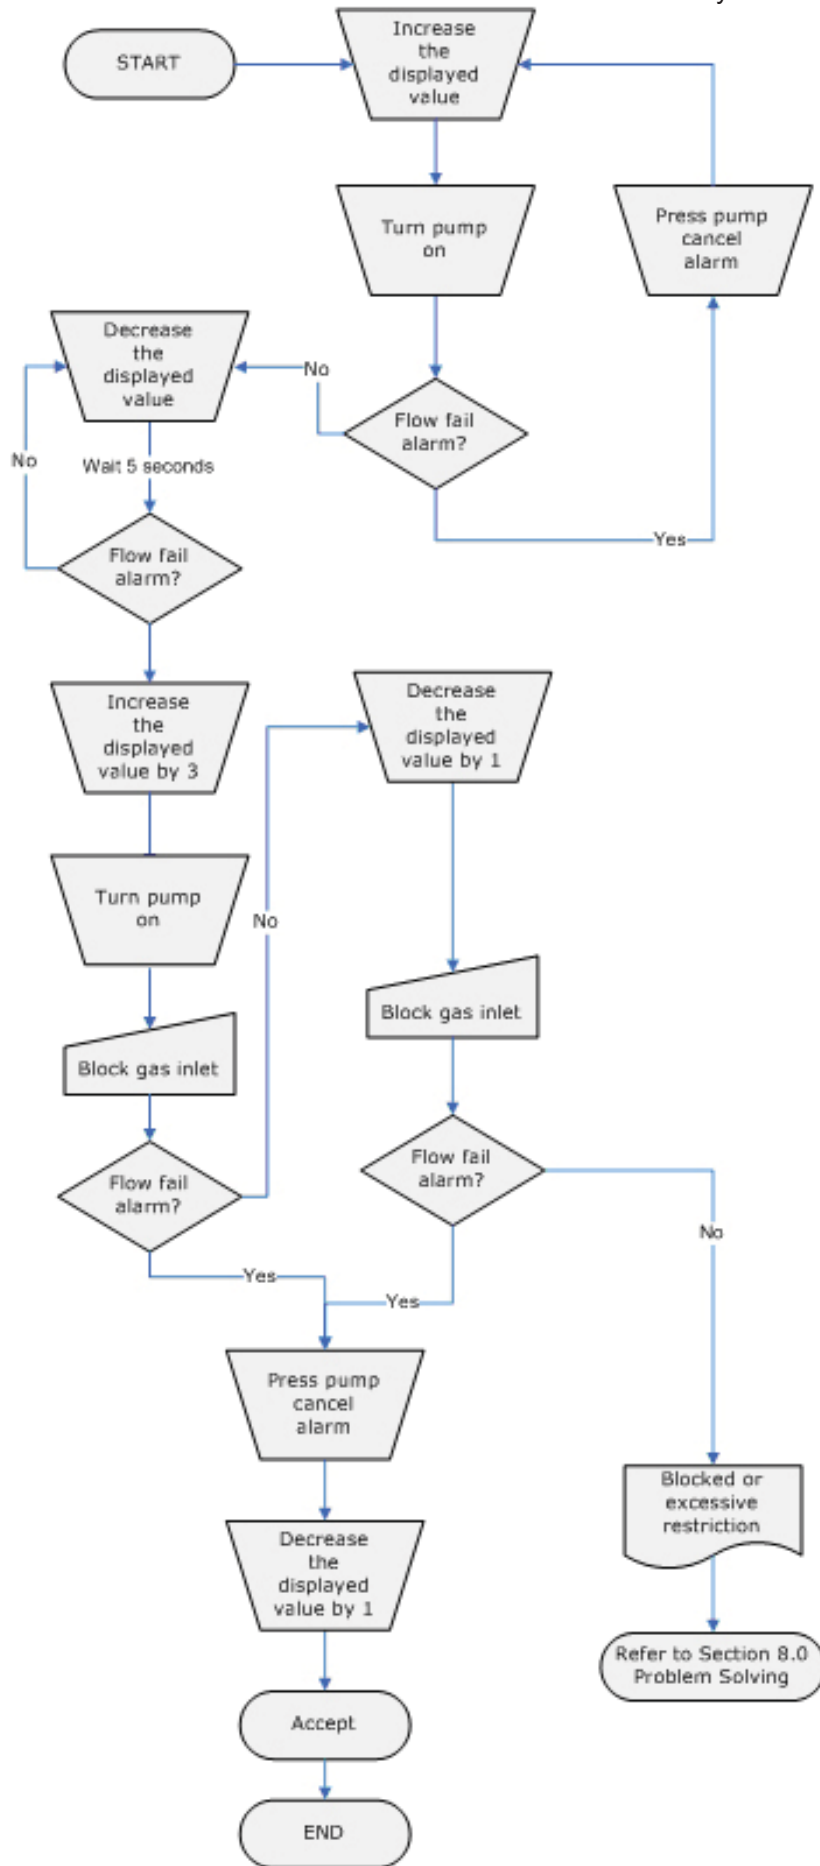 START
Increase
the
displayed
value
Turn pump
on
Press pump
cancel
alarm
Decrease
the
displayed
value
No
Flow fail
alarm?
No
Wait 5 seconds
Yes
Flow fail
alarm?
Increase
the
displayed
value by 3
Decrease
the
displayed
value by 1
Turn pump
on
No
Block gas inlet
Block gas inlet
Flow fail
alarm?
Flow fail
alarm?
No
Yes
Yes
Press pump
cancel
alarm
Blocked or
excessive
restriction
Decrease
the
displayed
value by 1
Refer to Section 8.0
Problem Solving
Accept
END